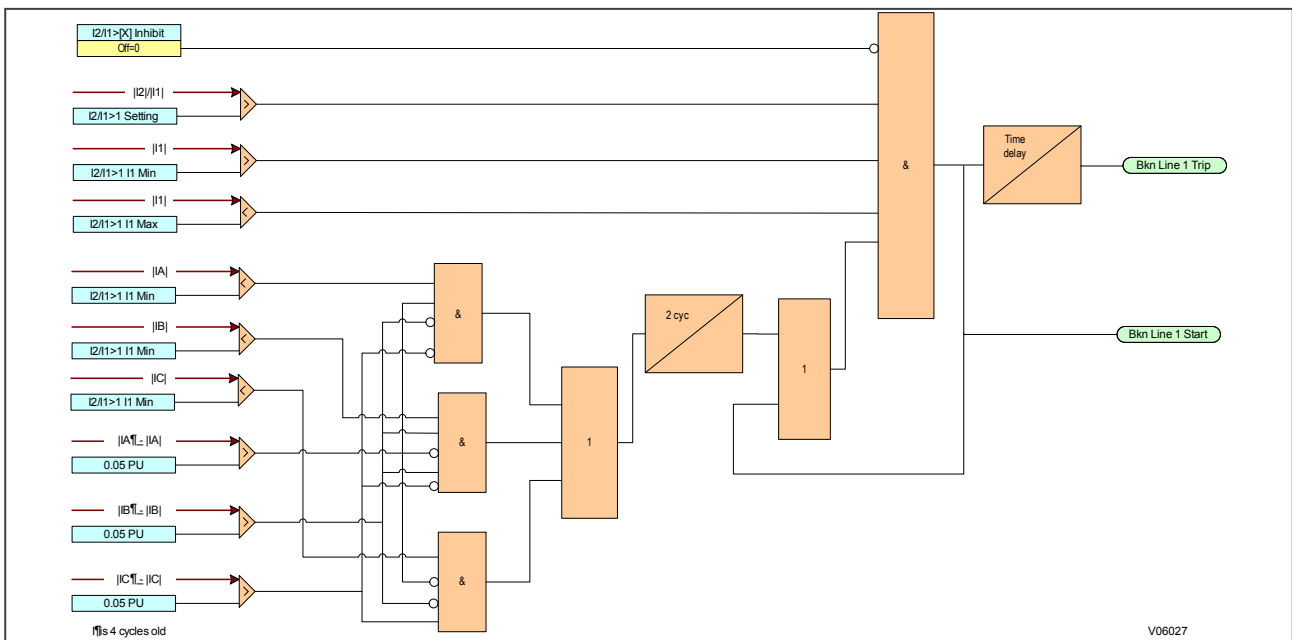 I2/I1>[X] Inhibit
Off=0
|I2|/|I1|
I2/I1>1 Setting
|I1|
I2/I1>1 I1 Min
|I1|
I2/I1>1 I1 Max
|IA|
I2/I1>1 I1 Min
|IB|
I2/I1>1 I1 Min
|IC|
I2/I1>1 I1 Min
|IA¶ – |IA|
0.05 PU
|IB¶ – |IB|
0.05 PU
|IC¶ – |IC|
0.05 PU
&
&
&
1
2 cyc
1
&
Time
delay
Bkn Line 1 Trip
Bkn Line 1 Start
I¶is 4 cycles old
V06027